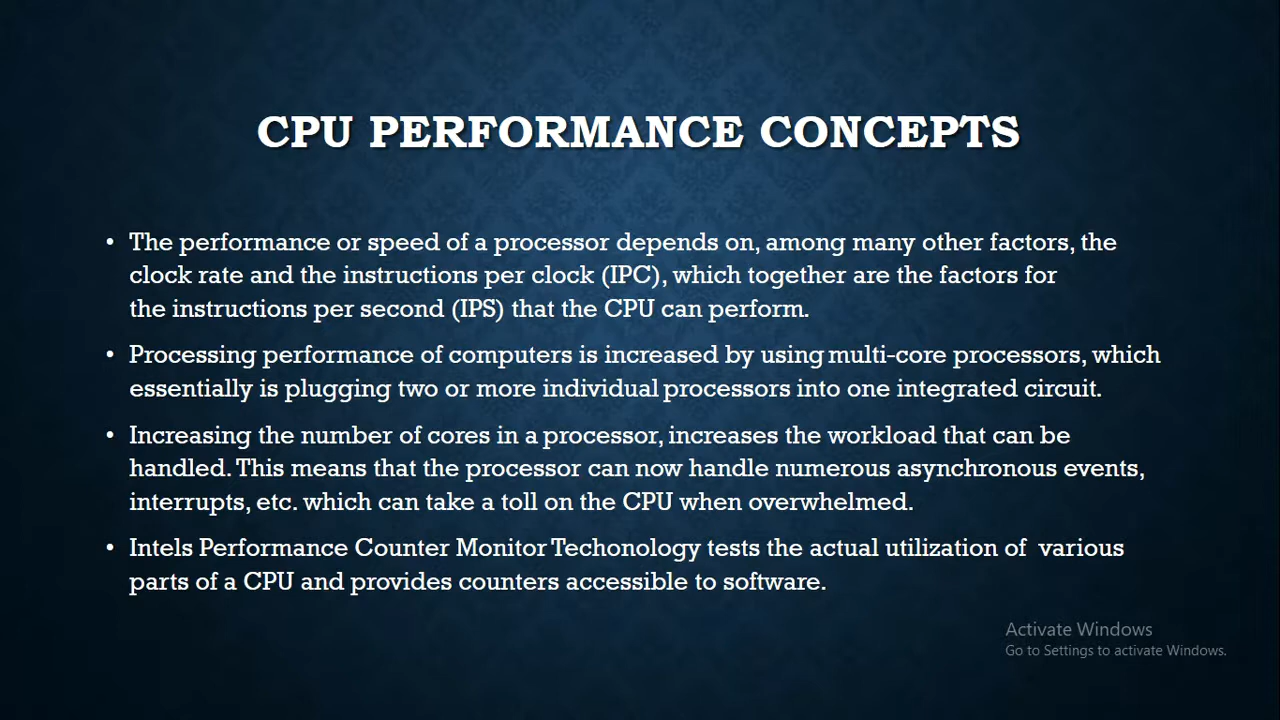 CPU PERFORMANCE CONCEPTS
• The performance or speed of a processor depends on, among many other factors, the
clock rate and the instructions per clock (IPC), which together are the factors for
the instructions per second (IPS) that the CPU can perform.
• Processing performance of computers is increased by using multi-core processors, which
essentially is plugging two or more individual processors into one integrated circuit.
• Increasing the number of cores in a processor, increases the workload that can be
handled. This means that the processor can now handle numerous asynchronous events,
interrupts, etc. which can take a toll on the CPU when overwhelmed.
• Intels Performance Counter Monitor Techonology tests the actual utilization of various
parts of a CPU and provides counters accessible to software.
Activate Windows
Go to Settings to activate Windows.